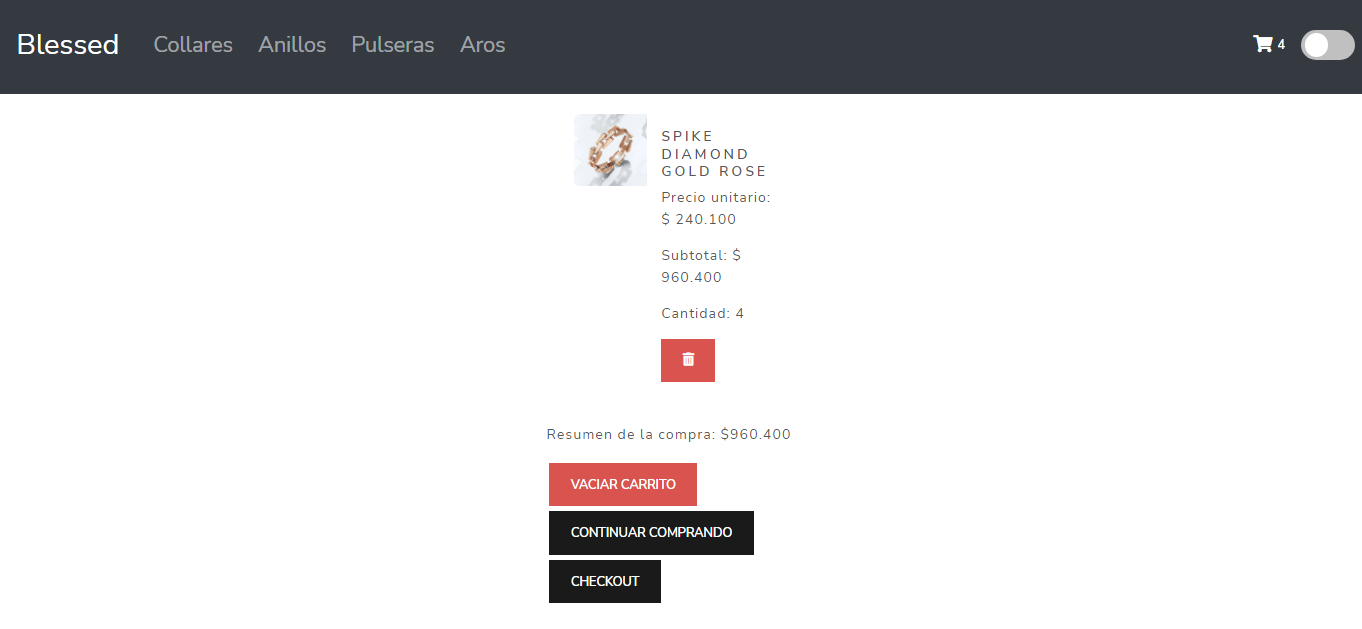 Blessed Collares Anillos Pulseras Aros 4
SPIKE
DIAMOND
GOLD ROSE
Precio unitario:
$ 240.100
Subtotal: $
960.400
Cantidad: 4
Resumen de la compra: $960.400
VACIAR CARRITO
CONTINUAR COMPRANDO
CHECKOUT